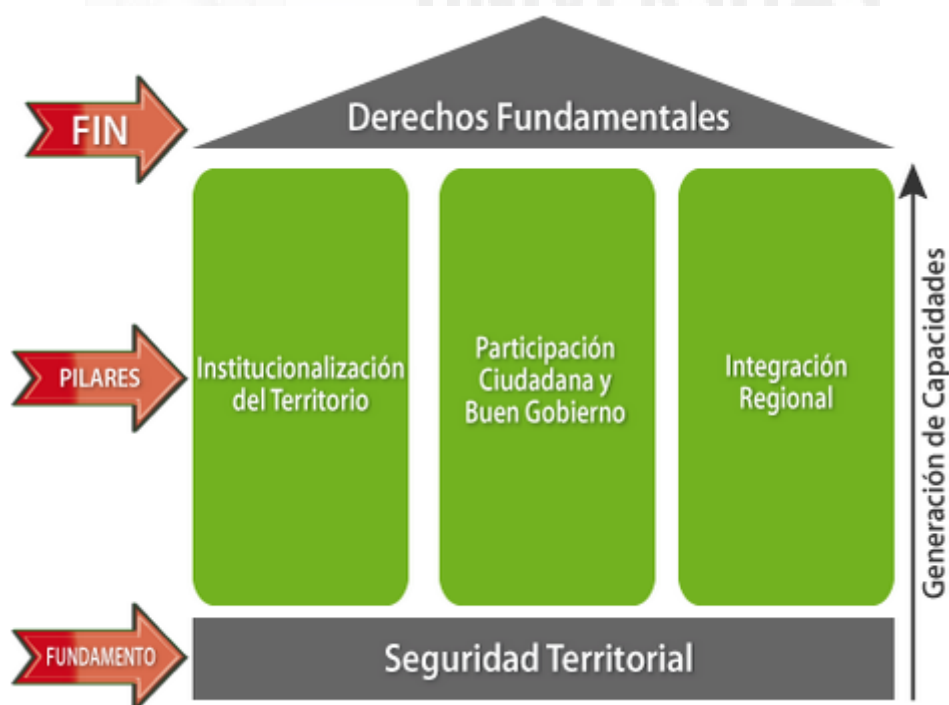 FIN
Derechos Fundamentales
PILARES
Institucionalización
del Territorio
Participación
Ciudadana y
Buen Gobierno
Integración
Regional
Generación de Capacidades
FUNDAMENTO
Seguridad Territorial